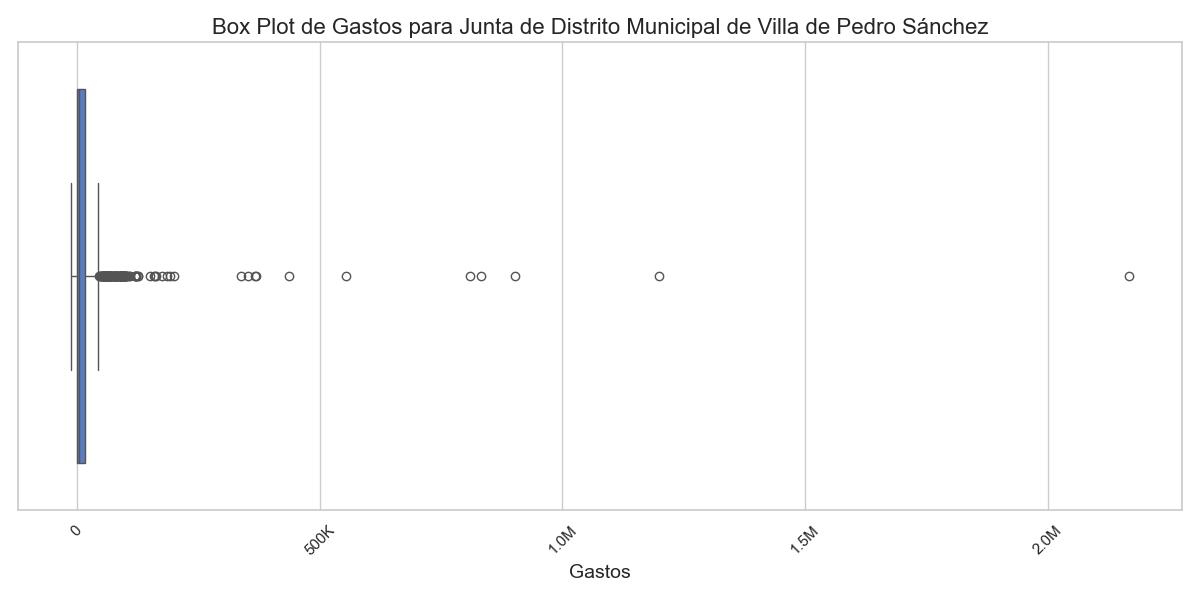 Box Plot de Gastos para Junta de Distrito Municipal de Villa de Pedro Sánchez
0
500K
1.0M
1.5M
2.0M
Gastos